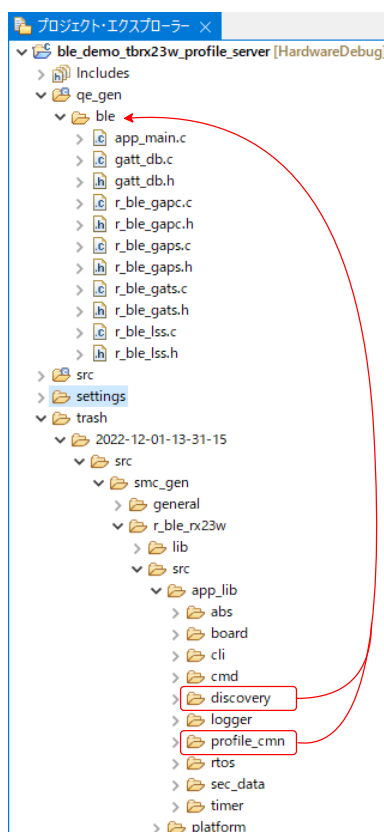 プロジェクト・エクスプローラー
ble_demo_tbrx23w_profile_server [HardwareDebug]
Includes
qe_gen
ble
app_main.c
gatt_db.c
gatt_db.h
r_ble_gapc.c
r_ble_gapc.h
r_ble_gaps.c
r_ble_gaps.h
r_ble_gats.c
r_ble_gats.h
r_ble_lss.c
r_ble_lss.h
src
settings
trash
2022-12-01-13-31-15
src
smc_gen
general
r_ble_rx23w
lib
src
app_lib
abs
board
cli
cmd
discovery
logger
profile_cmn
rtos
sec_data
timer
platform